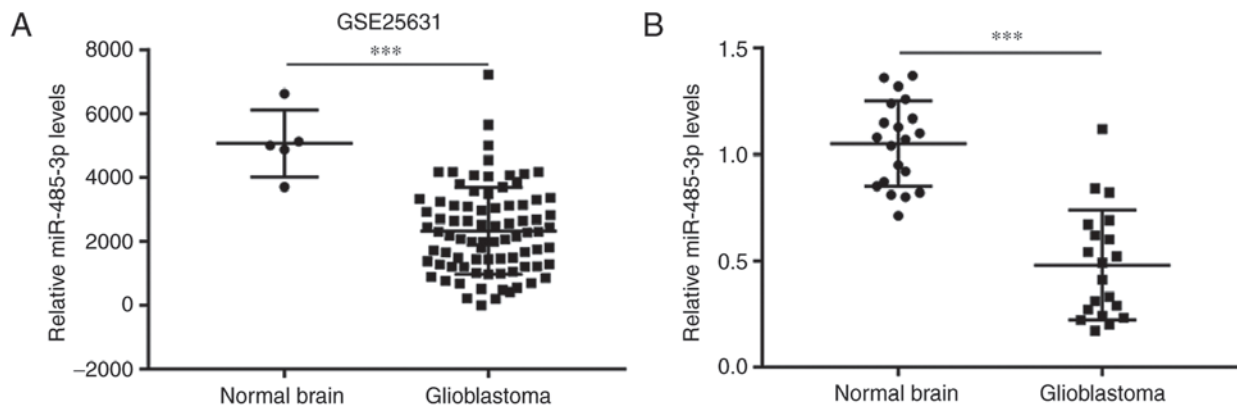 A
GSE25631
***
Relative miR-485-3p levels
8000
6000
4000
2000
0
−2000
Normal brain
Glioblastoma
B
***
Relative miR-485-3p levels
1.5
1.0
0.5
0.0
Normal brain
Glioblastoma